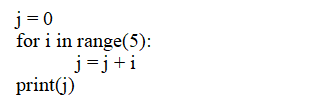 j = 0
for i in range(5):
        j = j + i
print(j)